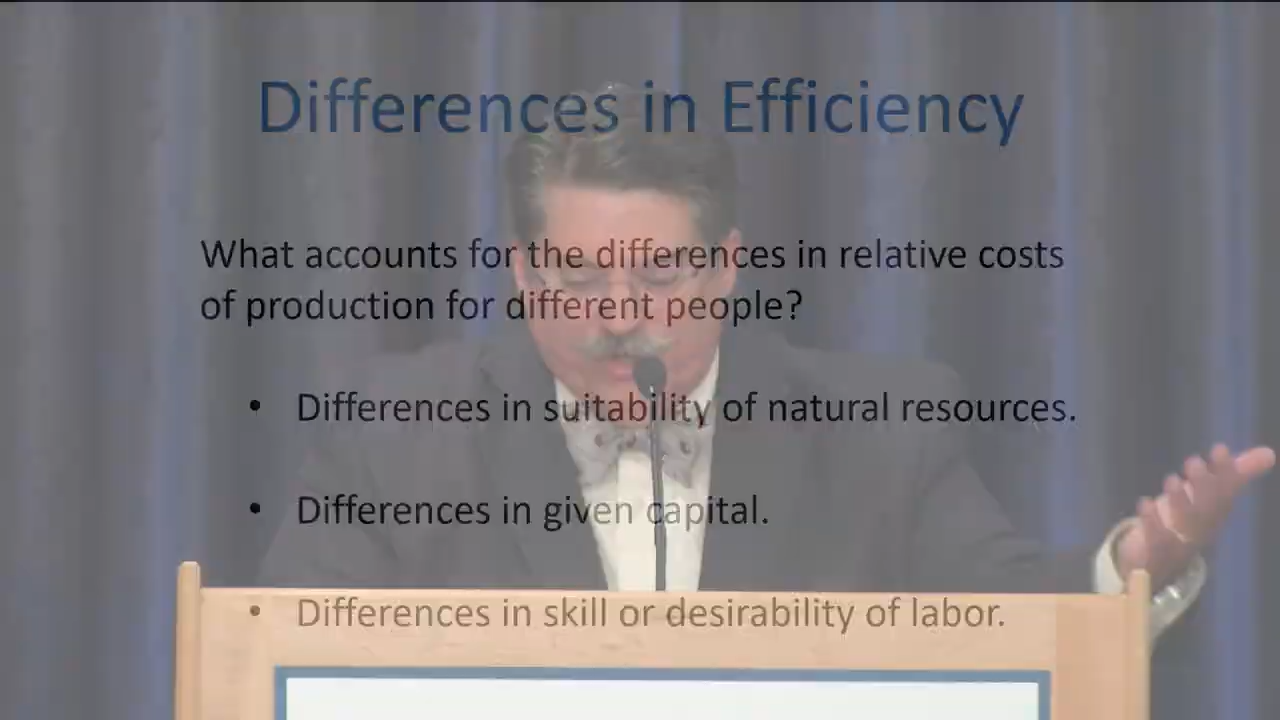 Differences in Efficiency
What accounts for the differences in relative costs
of production for different people?
• Differences in suitability of natural resources.
• Differences in given capital.
• Differences in skill or desirability of labor.